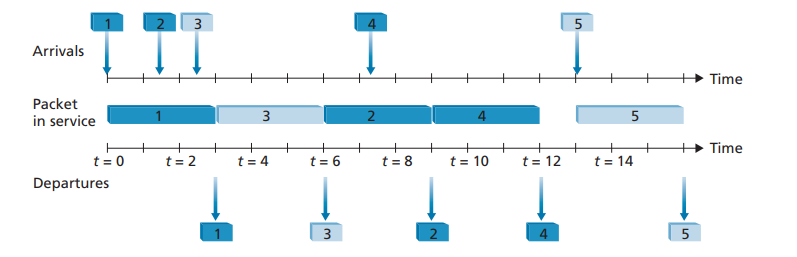 1 2 3 4 5
Arrivals
Time
Packet
in service
1 3 2 4 5
Time
t = 0 t = 2 t = 4 t = 6 t = 8 t = 10 t = 12 t = 14
Departures
1 3 2 4 5